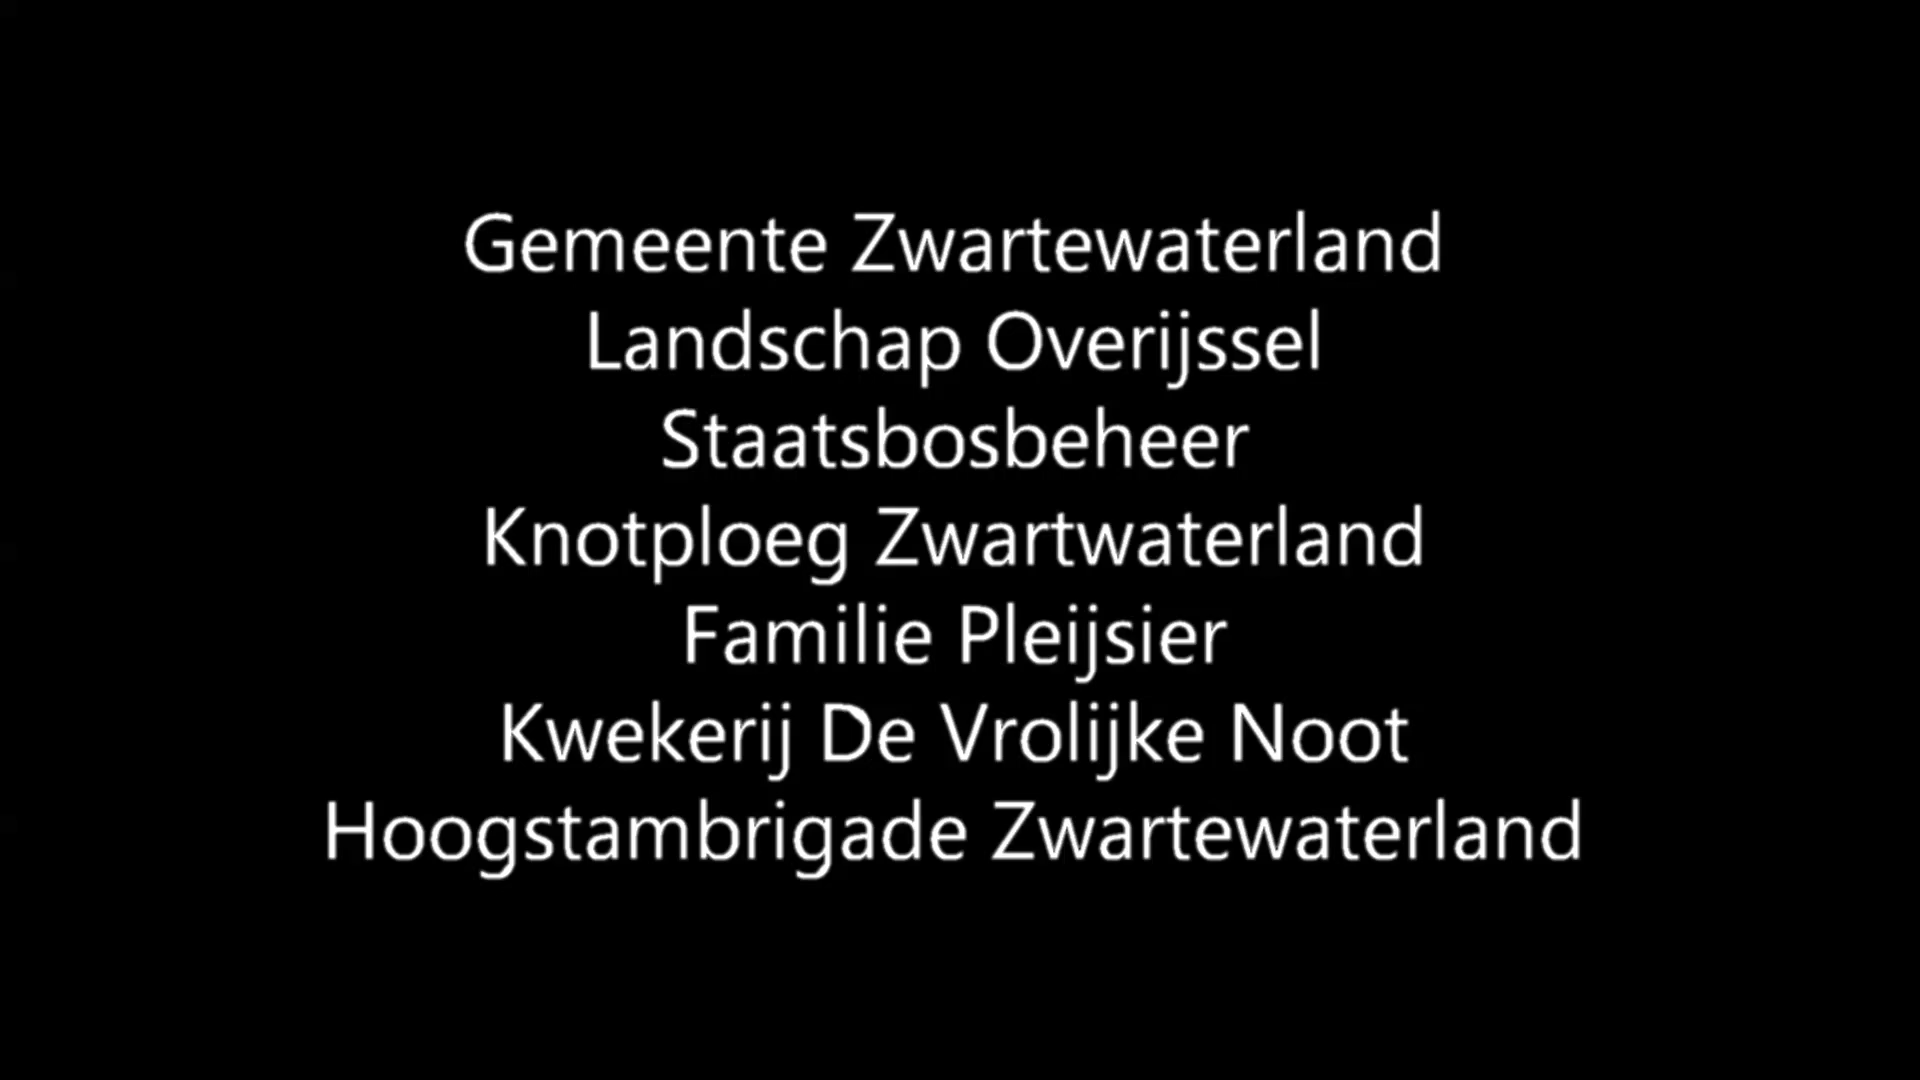 Gemeente Zwartewaterland
Landschap Overijssel
Staatsbosbeheer
Knotploeg Zwartwaterland
Familie Pleijsier
Kwekerij De Vrolijke Noot
Hoogstambrigade Zwartewaterland